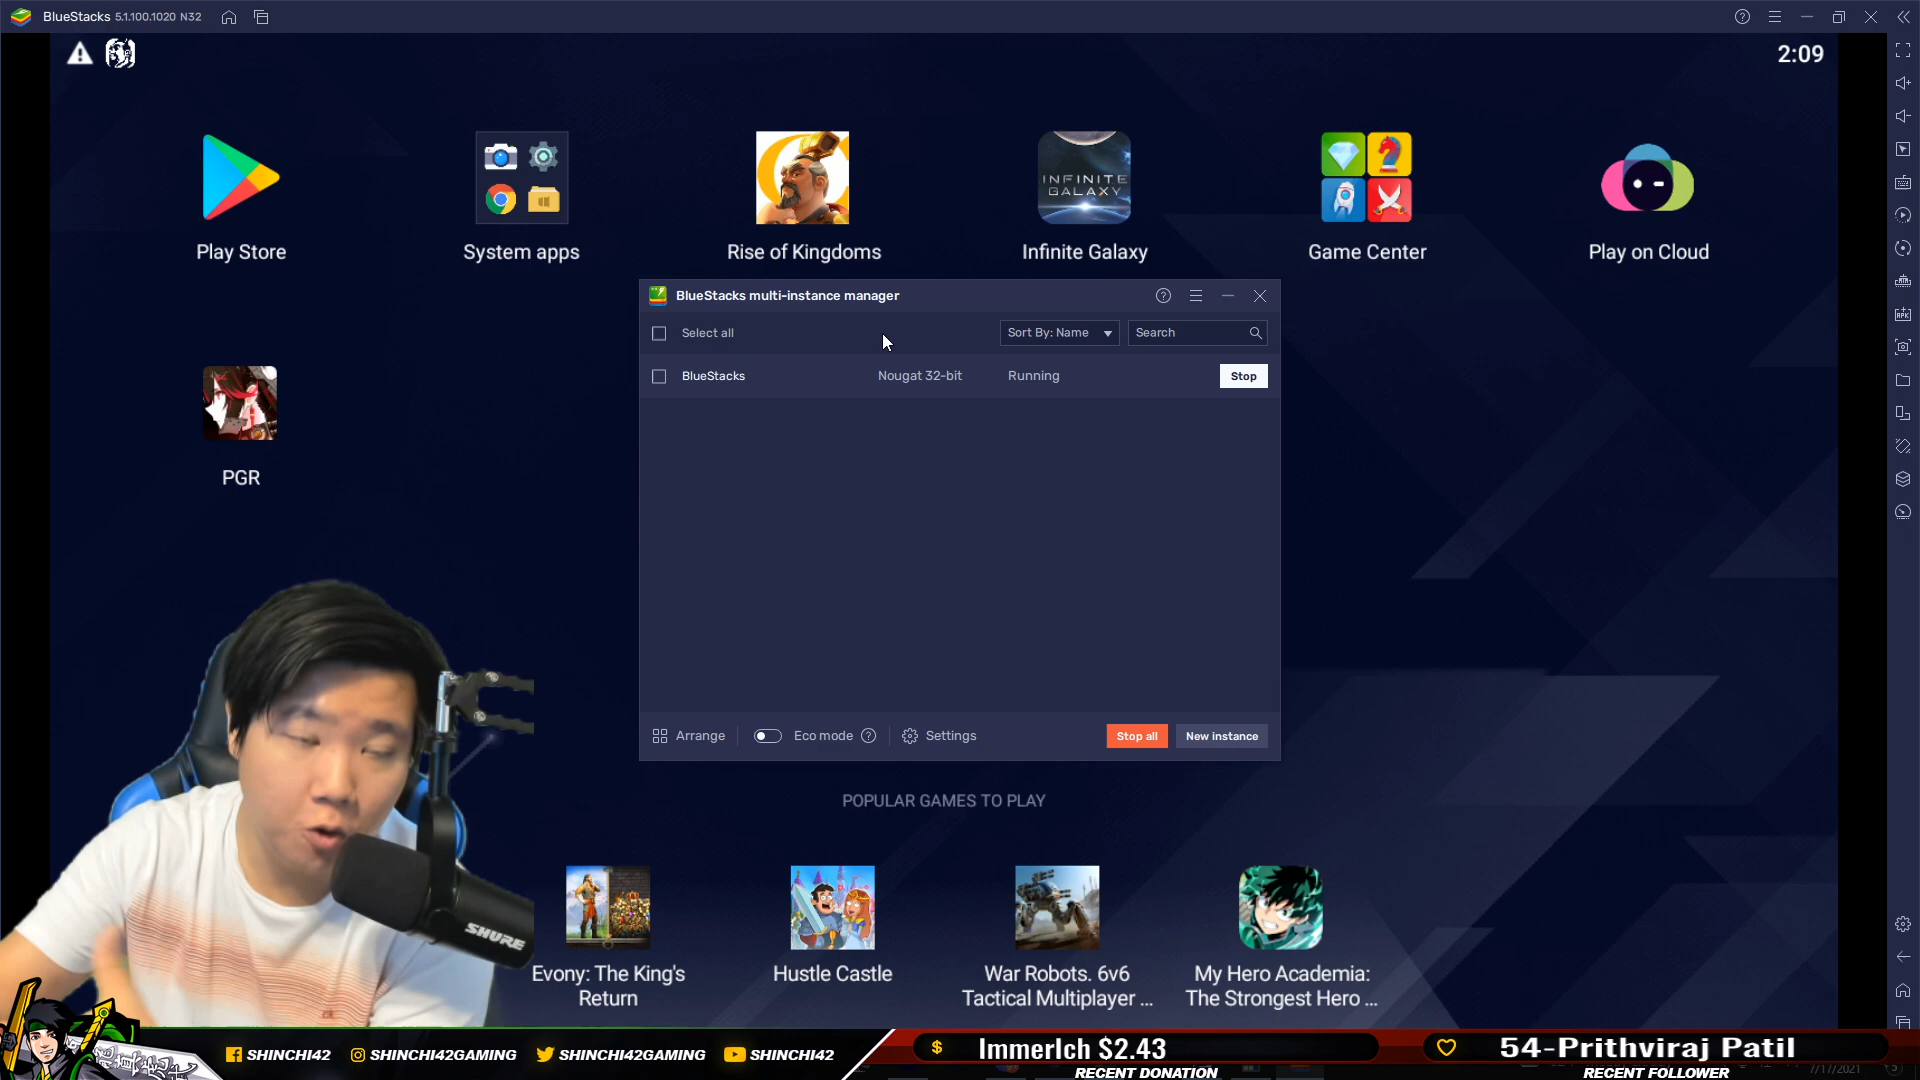 BlueStacks 5.1.100.1020 N32
2:09
Play Store
System apps
Rise of Kingdoms
INFINITE
GALAXY
Infinite Galaxy
Game Center
Play on Cloud
BlueStacks multi-instance manager
Select all
Sort By: Name
Search
BlueStacks
Nougat 32-bit
Running
Stop
APK
PGR
Arrange
Eco mode
Settings
Stop all
New instance
POPULAR GAMES TO PLAY
SHURE
Evony: The King's
Return
Hustle Castle
War Robots. 6v6
Tactical Multiplayer ...
My Hero Academia:
The Strongest Hero ...
SHINCHI42
SHINCHI42GAMING
SHINCHI42GAMING
SHINCHI42
$
Immerlch $2.43
RECENT DONATION
54-Prithviraj Patil
RECENT FOLLOWER
7/17/2021